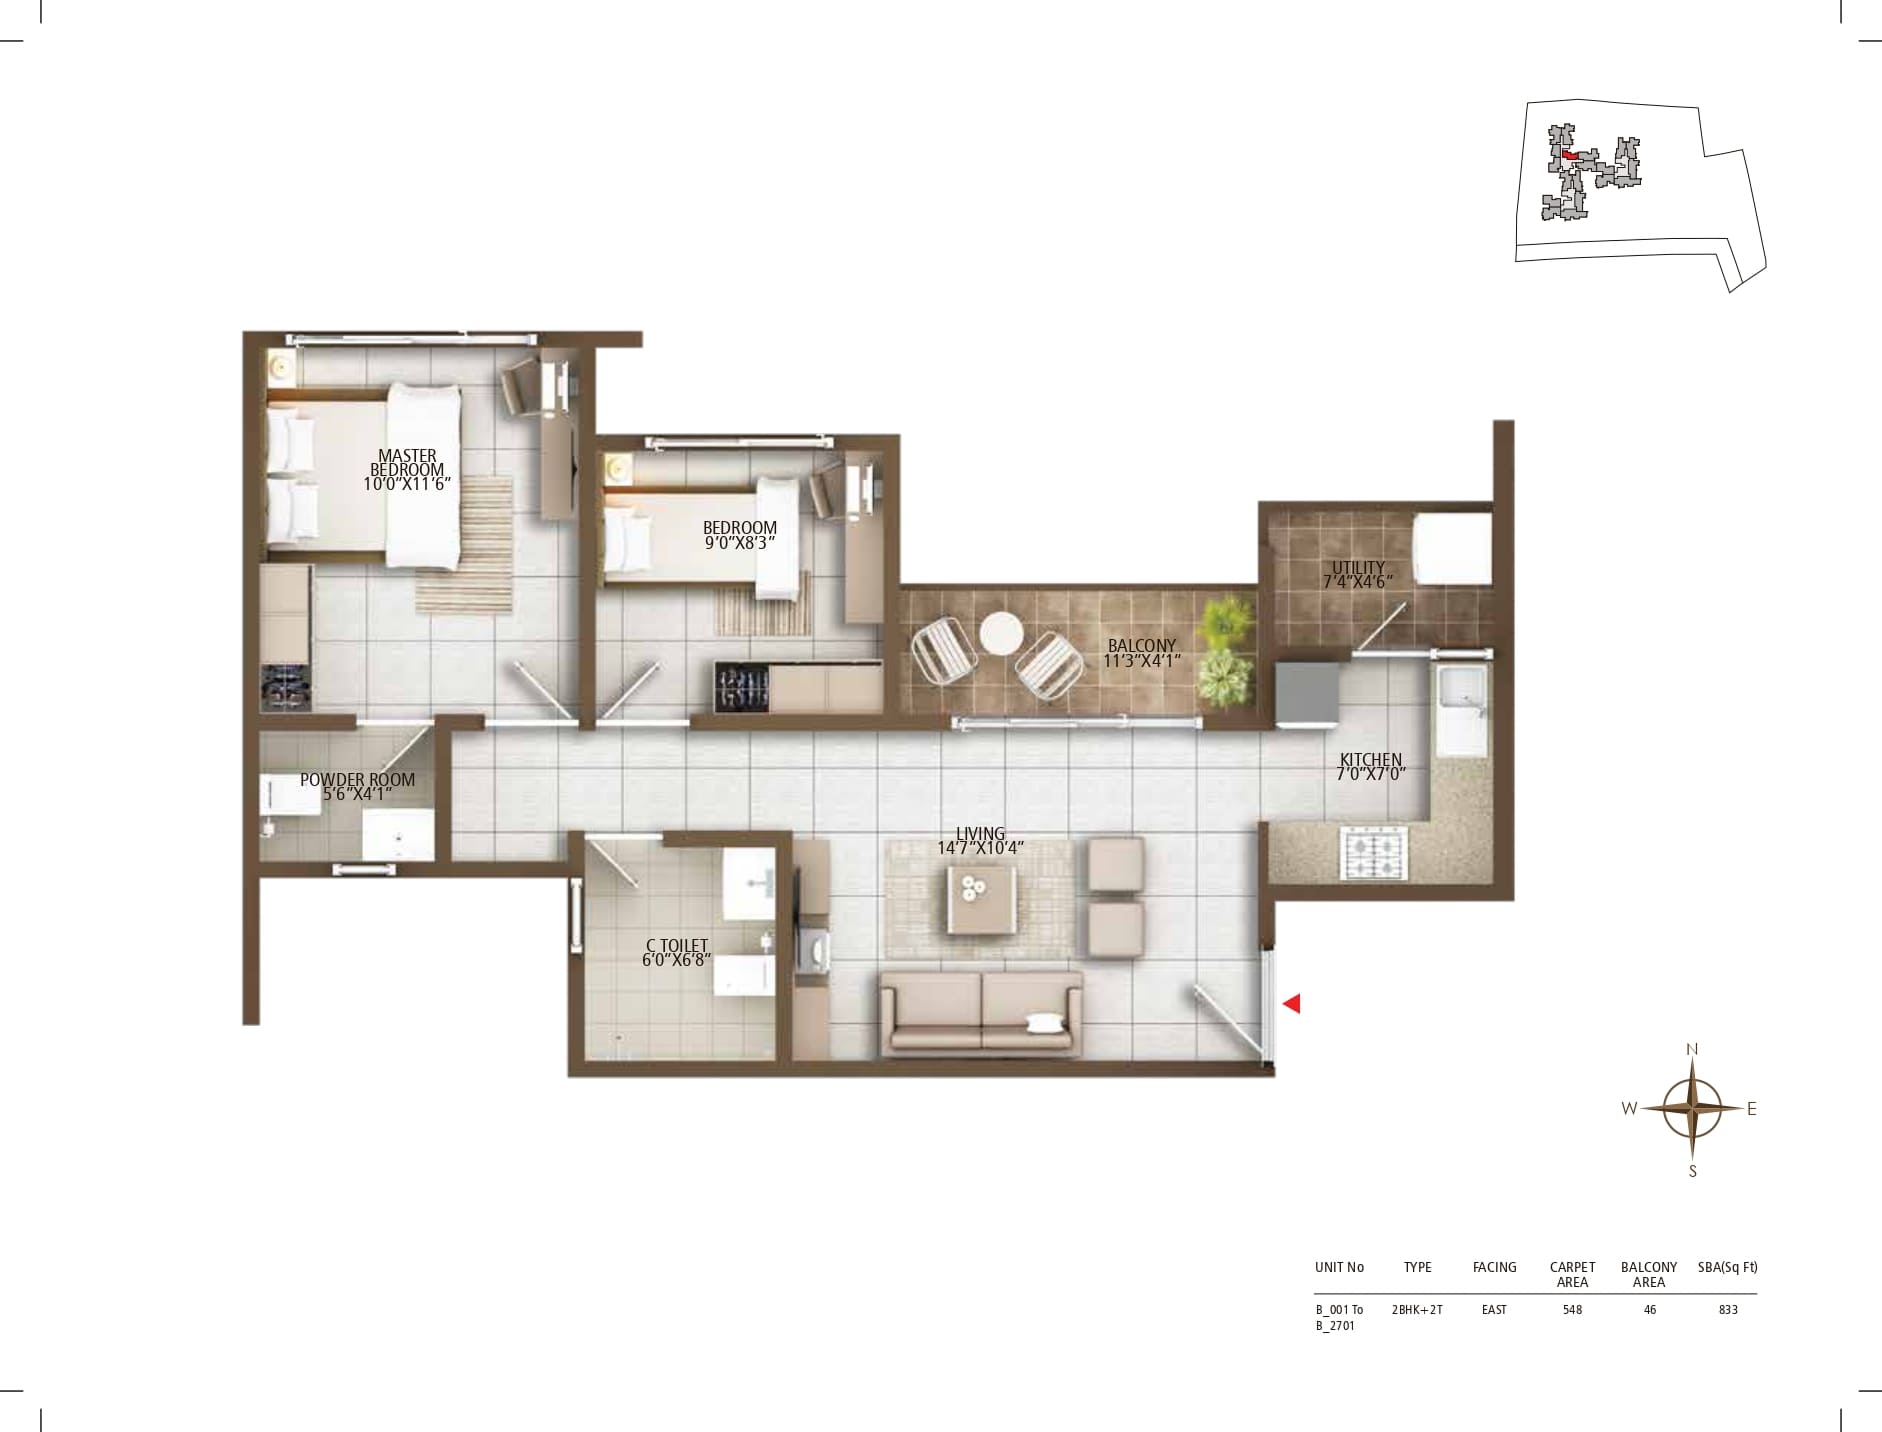 MASTER
BEDROOM
10'0"X11'6"
BEDROOM
9'0"X8'3"
UTILITY
7'4"X4'6"
BALCONY
11'3"X4'1"
KITCHEN
7'0"X7'0"
POWDER ROOM
5'6"X4'1"
LIVING
14'7"X10'4"
C TOILET
6'0"X6'8"
N
W E
S
UNIT No TYPE FACING CARPET AREA BALCONY AREA SBA(Sq Ft)
B_001 To B_2701 2BHK+2T EAST 548 46 833